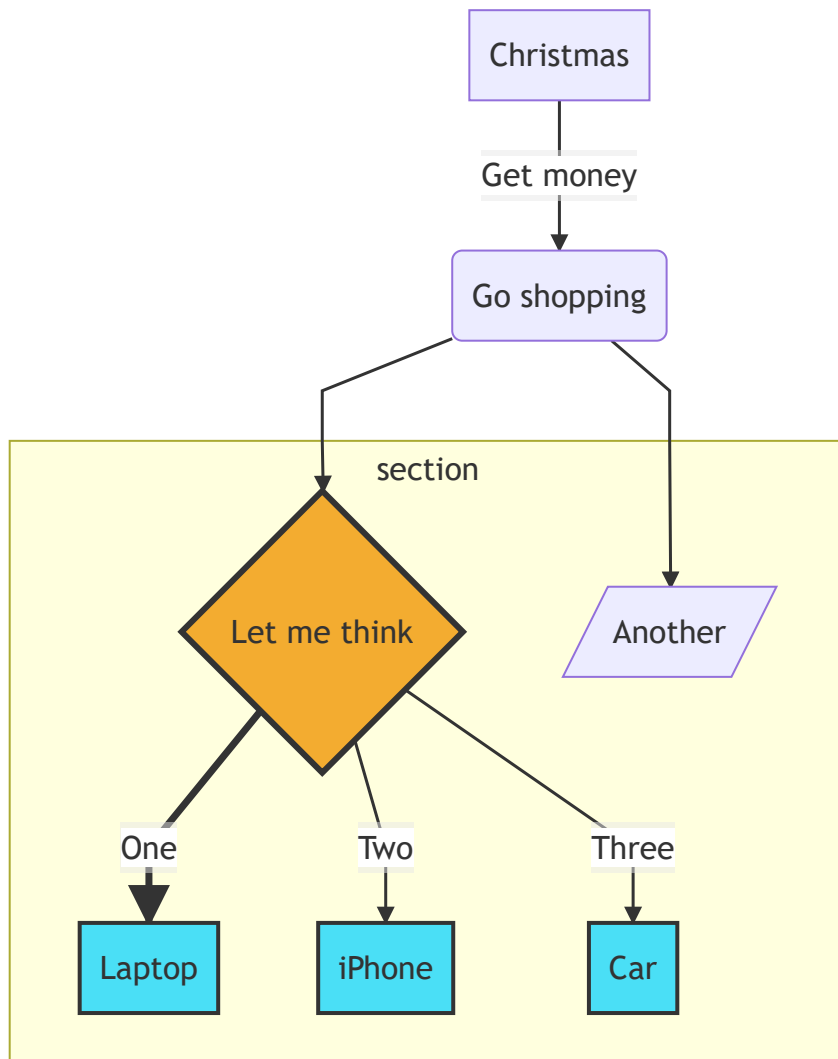 Christmas
Get money
Go shopping
section
Let me think
Another
One
Two
Three
Laptop
iPhone
Car